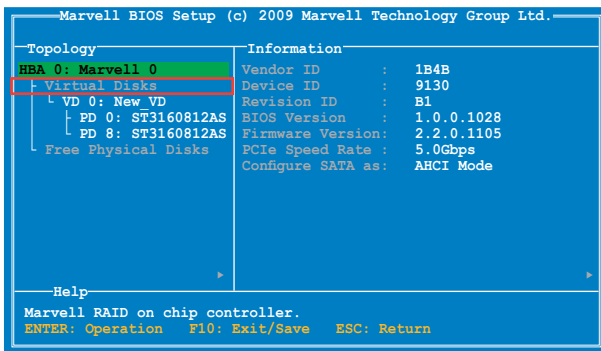 Marvell BIOS Setup (c) 2009 Marvell Technology Group Ltd.
Topology
HBA 0: Marvell 0
Virtual Disks
VD 0: New_VD
PD 0: ST3160812AS
PD 8: ST3160812AS
Free Physical Disks
Information
Vendor ID : 1B4B
Device ID : 9130
Revision ID : B1
BIOS Version : 1.0.0.1028
Firmware Version: 2.2.0.1105
PCIe Speed Rate : 5.0Gbps
Configure SATA as: AHCI Mode
Help
Marvell RAID on chip controller.
ENTER: Operation F10: Exit/Save ESC: Return